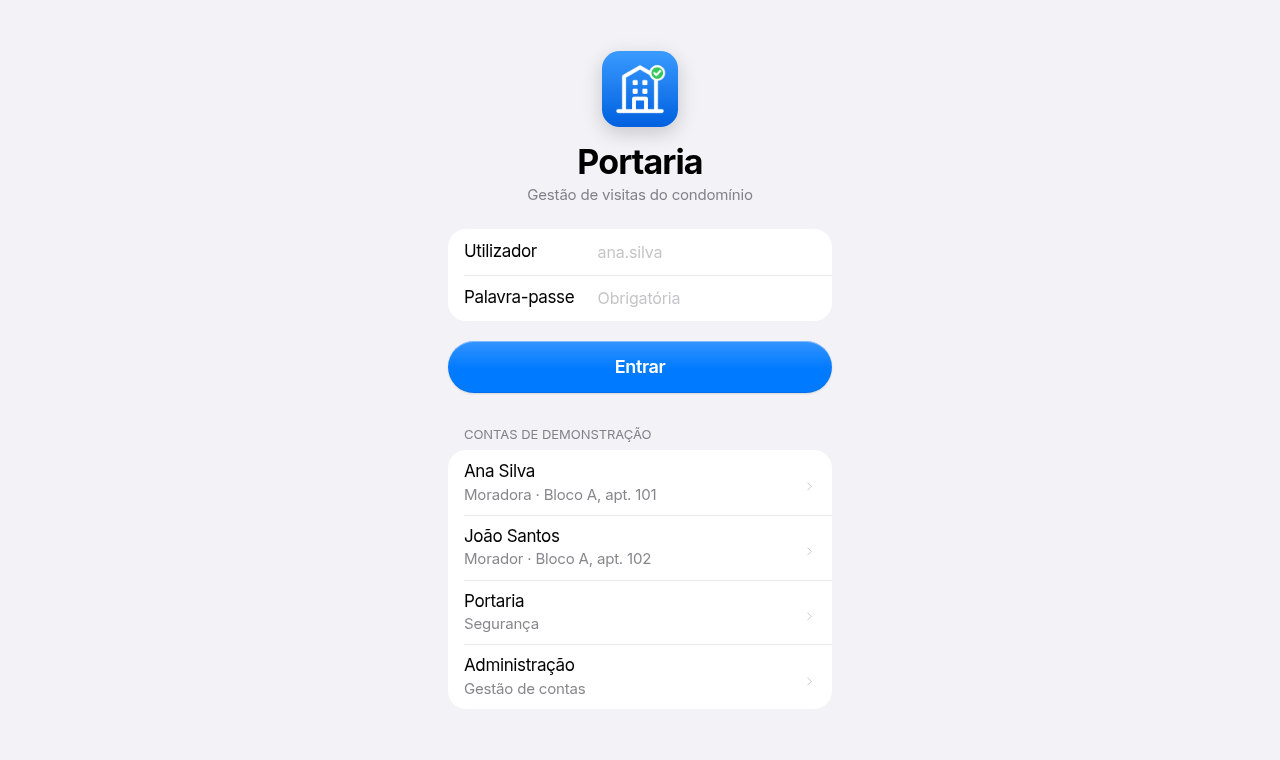 Portaria
Gestão de visitas do condomínio
Utilizador ana.silva
Palavra-passe Obrigatória
Entrar
CONTAS DE DEMONSTRAÇÃO
Ana Silva
Moradora · Bloco A, apt. 101
João Santos
Morador · Bloco A, apt. 102
Portaria
Segurança
Administração
Gestão de contas